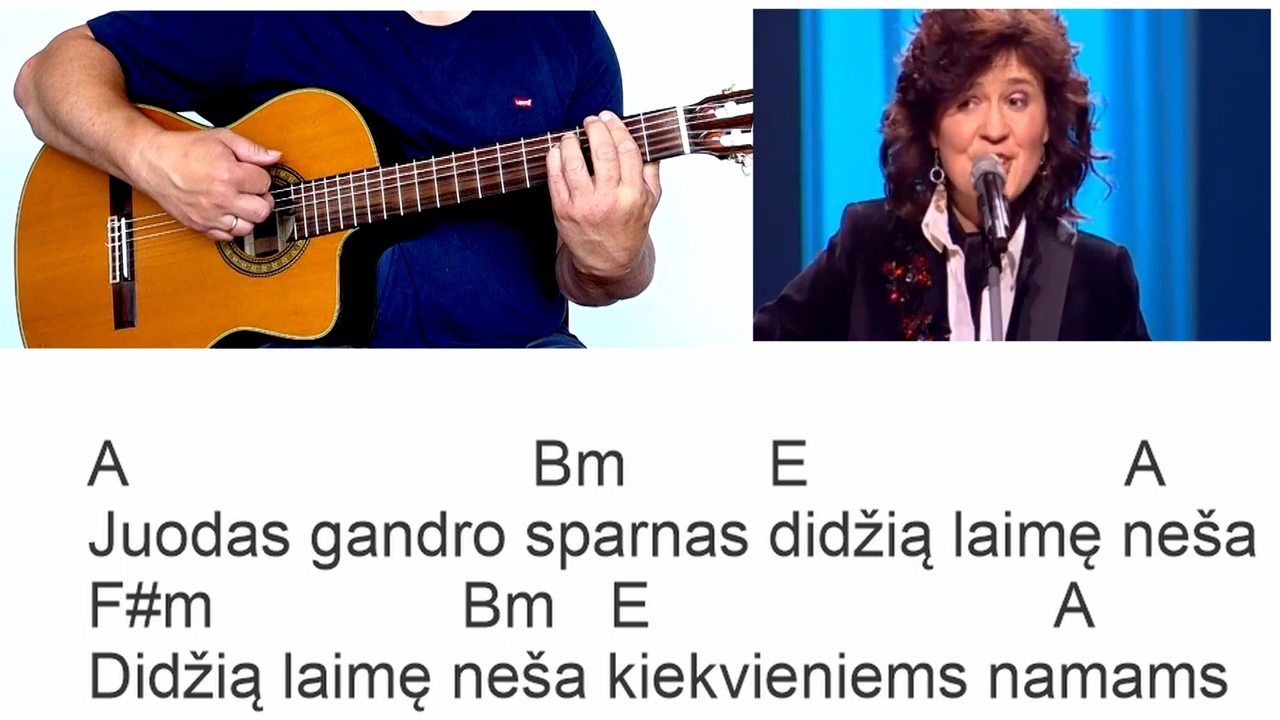 A Bm E A
Juodas gandro sparnas didžią laimę neša
F#m Bm E A
Didžią laimę neša kiekvieniems namams